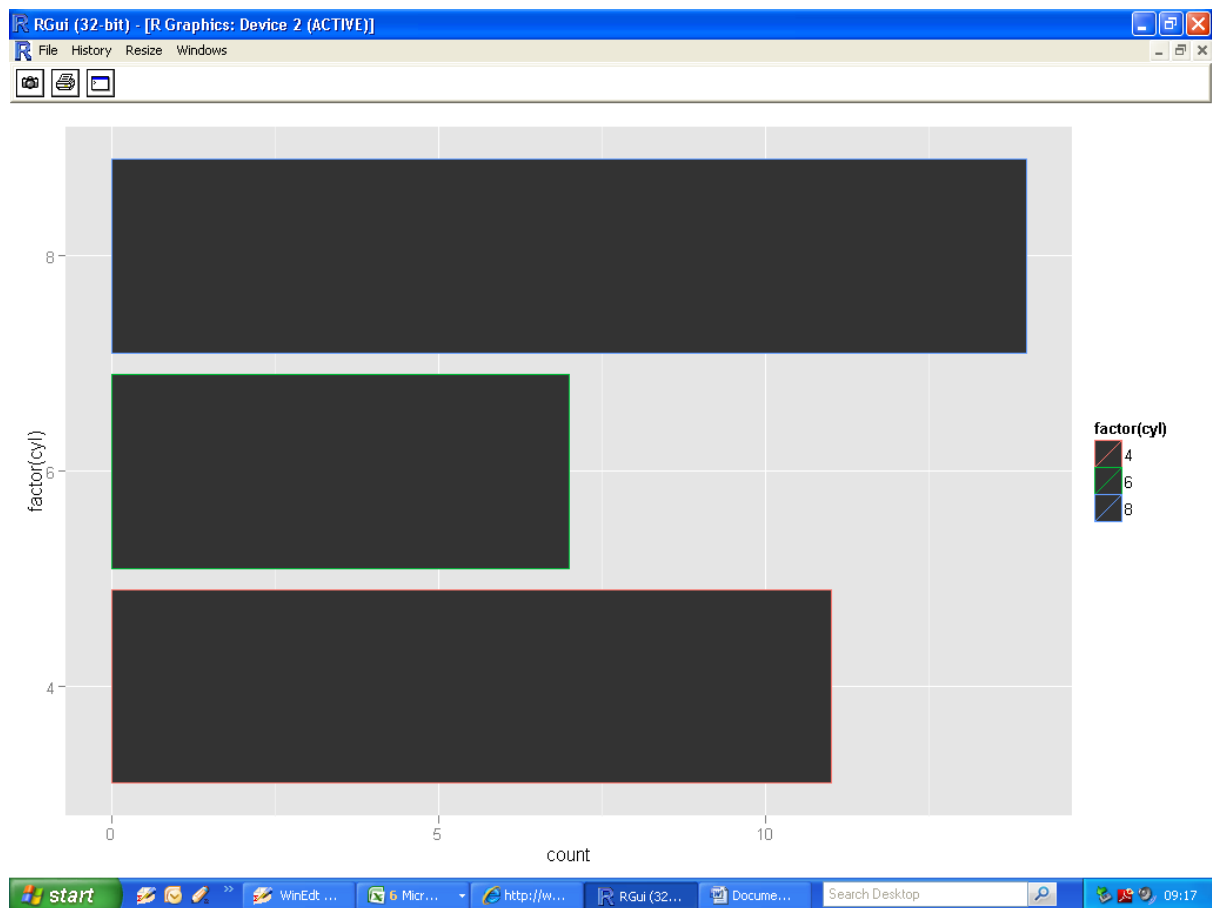 RGui (32-bit) - [R Graphics: Device 2 (ACTIVE)]
File History Resize Windows
8
6
4
factor(cyl)
0 5 10
count
factor(cyl)
4
6
8
start » WinEdt ... 6 Micr... http://w... RGui (32... Docume... Search Desktop 09:17